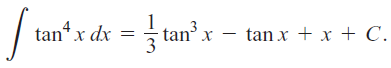 ∫ tan⁴ x dx = 1/3 tan³ x − tan x + x + C.